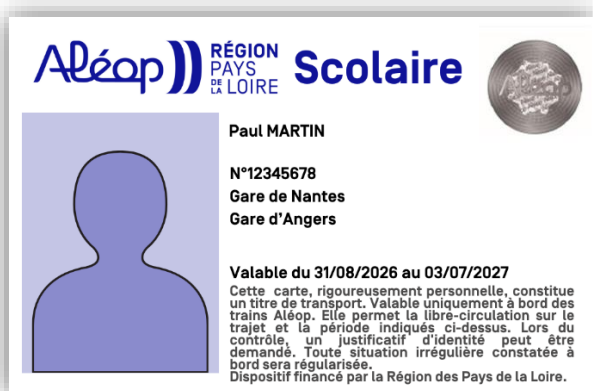 Aléop RÉGION PAYS DE LA LOIRE Scolaire
Aléop
Paul MARTIN
N°12345678
Gare de Nantes
Gare d'Angers
Valable du 31/08/2026 au 03/07/2027
Cette carte, rigoureusement personnelle, constitue
un titre de transport. Valable uniquement à bord des
trains Aléop. Elle permet la libre-circulation sur le
trajet et la période indiqués ci-dessus. Lors du
contrôle, un justificatif d'identité peut être
demandé. Toute situation irrégulière constatée à
bord sera régularisée.
Dispositif financé par la Région des Pays de la Loire.